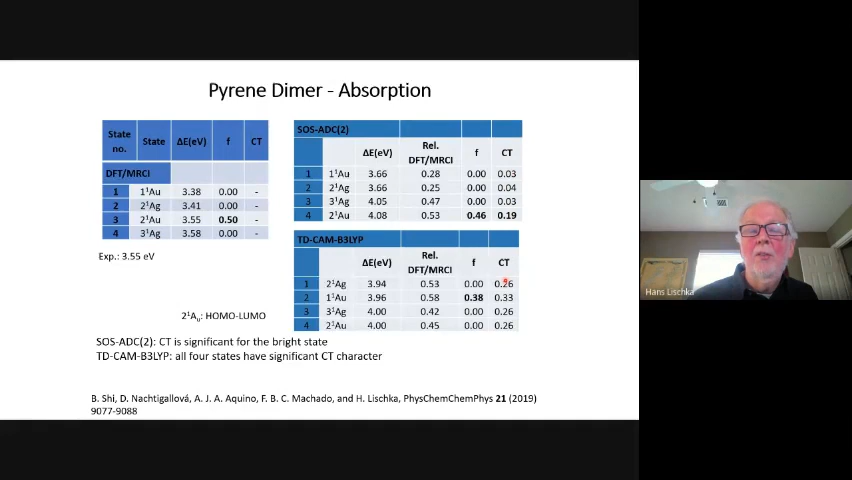 Pyrene Dimer - Absorption
State no. State ΔE(eV) f CT
DFT/MRCI
1 1¹Au 3.38 0.00 -
2 2¹Ag 3.41 0.00 -
3 2¹Au 3.55 0.50 -
4 3¹Ag 3.58 0.00 -
Exp.: 3.55 eV
2¹Aᵤ: HOMO-LUMO
SOS-ADC(2)
ΔE(eV) Rel. DFT/MRCI f CT
1 1¹Au 3.66 0.28 0.00 0.03
2 2¹Ag 3.66 0.25 0.00 0.04
3 3¹Ag 4.05 0.47 0.00 0.03
4 2¹Au 4.08 0.53 0.46 0.19
TD-CAM-B3LYP
ΔE(eV) Rel. DFT/MRCI f CT
1 2¹Ag 3.94 0.53 0.00 0.26
2 1¹Au 3.96 0.58 0.38 0.33
3 3¹Ag 4.00 0.42 0.00 0.26
4 2¹Au 4.00 0.45 0.00 0.26
SOS-ADC(2): CT is significant for the bright state
TD-CAM-B3LYP: all four states have significant CT character
B. Shi, D. Nachtigallová, A. J. A. Aquino, F. B. C. Machado, and H. Lischka, PhysChemChemPhys 21 (2019)
9077-9088
Hans Lischka